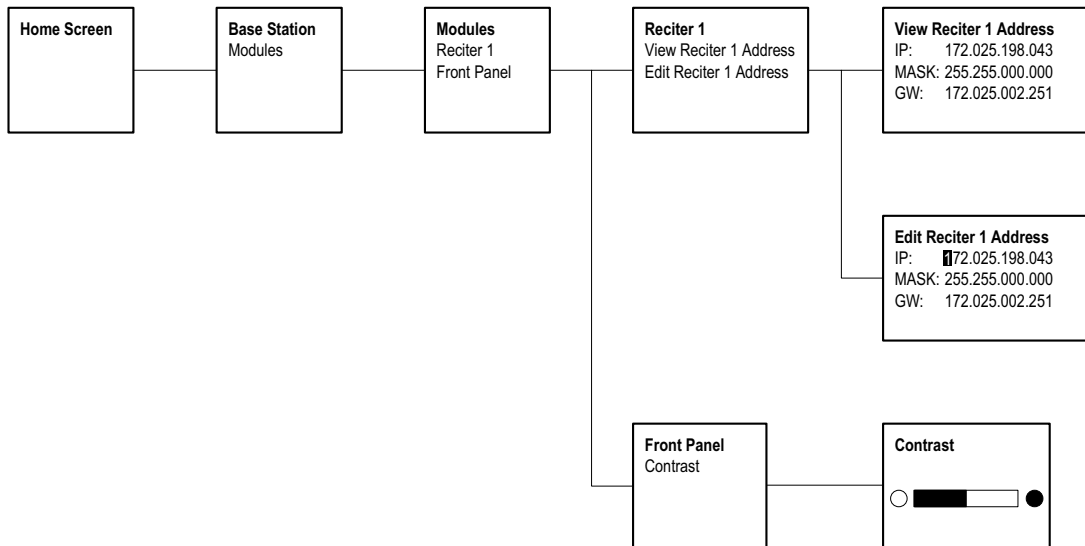 Home Screen
Base Station
Modules
Modules
Reciter 1
Front Panel
Reciter 1
View Reciter 1 Address
Edit Reciter 1 Address
View Reciter 1 Address
IP: 172.025.198.043
MASK: 255.255.000.000
GW: 172.025.002.251
Edit Reciter 1 Address
IP: 172.025.198.043
MASK: 255.255.000.000
GW: 172.025.002.251
Front Panel
Contrast
Contrast